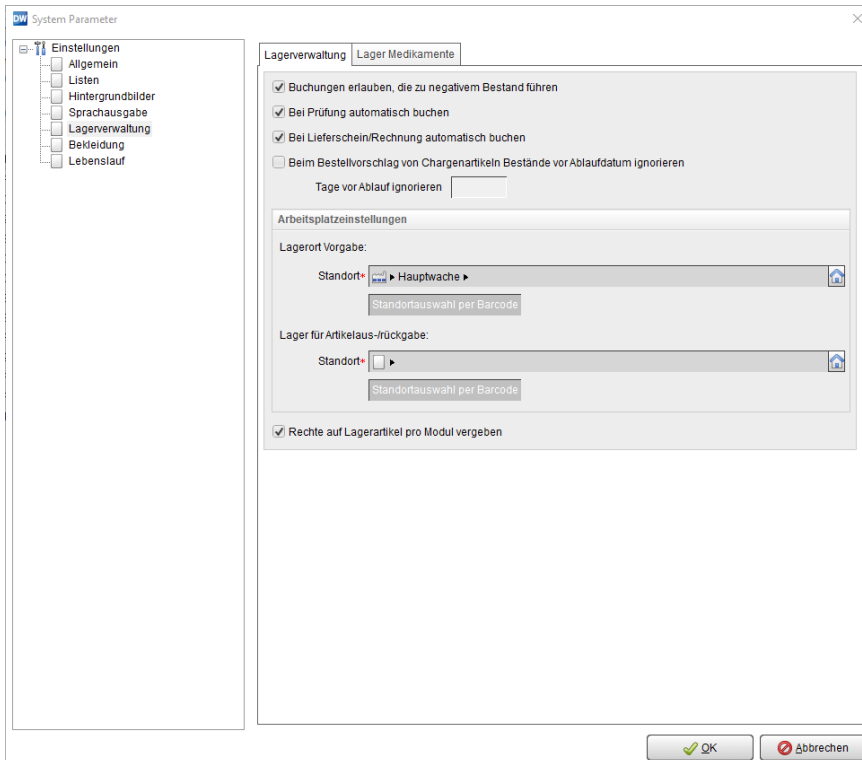 DW System Parameter
Einstellungen
Allgemein
Listen
Hintergrundbilder
Sprachausgabe
Lagerverwaltung
Bekleidung
Lebenslauf
Lagerverwaltung Lager Medikamente
Buchungen erlauben, die zu negativem Bestand führen
Bei Prüfung automatisch buchen
Bei Lieferschein/Rechnung automatisch buchen
Beim Bestellvorschlag von Chargenartikeln Bestände vor Ablaufdatum ignorieren
Tage vor Ablauf ignorieren
Arbeitsplatzeinstellungen
Lagerort Vorgabe:
Standort* Hauptwache
Standortauswahl per Barcode
Lager für Artikelaus-/rückgabe:
Standort*
Standortauswahl per Barcode
Rechte auf Lagerartikel pro Modul vergeben
OK Abbrechen